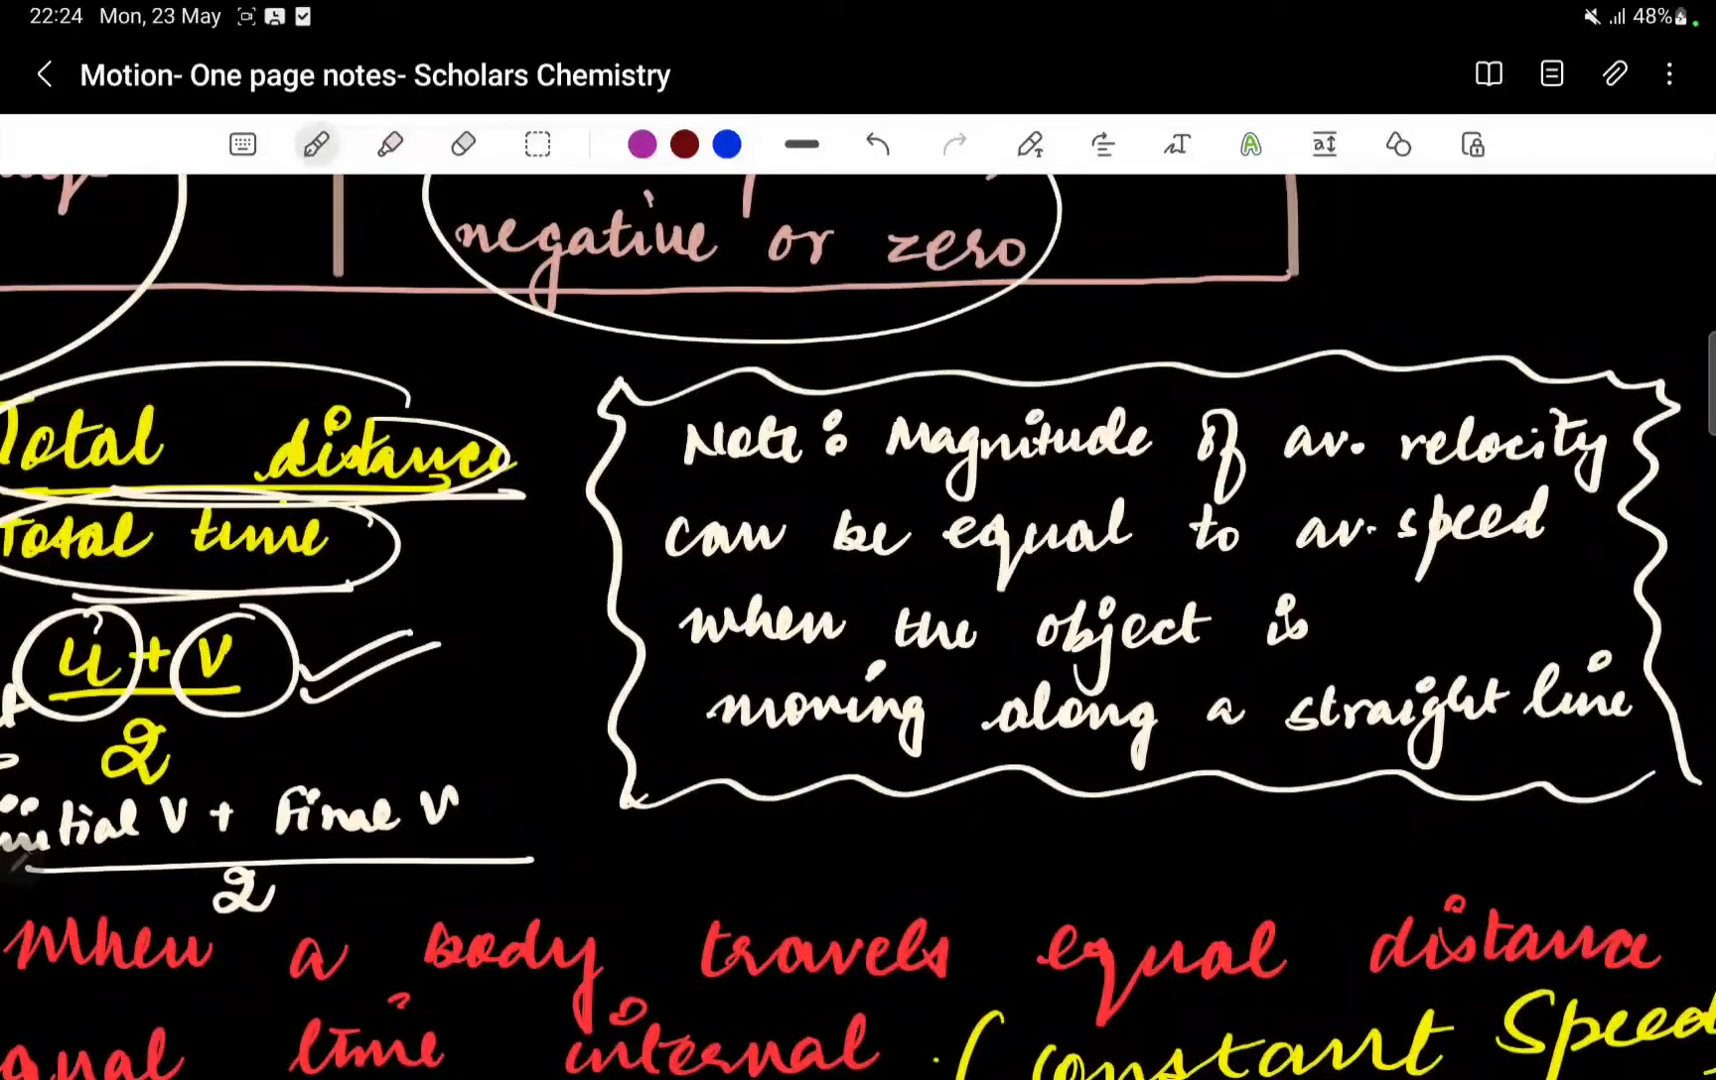 22:24 Mon, 23 May
48%
Motion- One page notes- Scholars Chemistry
negative or zero
Total distance
Total time
u + v
2
initial v + final v
2
Note: Magnitude of av. velocity
can be equal to av. speed
when the object is
moving along a straight line
When a body travels equal distance
equal time interval. (Constant Speed